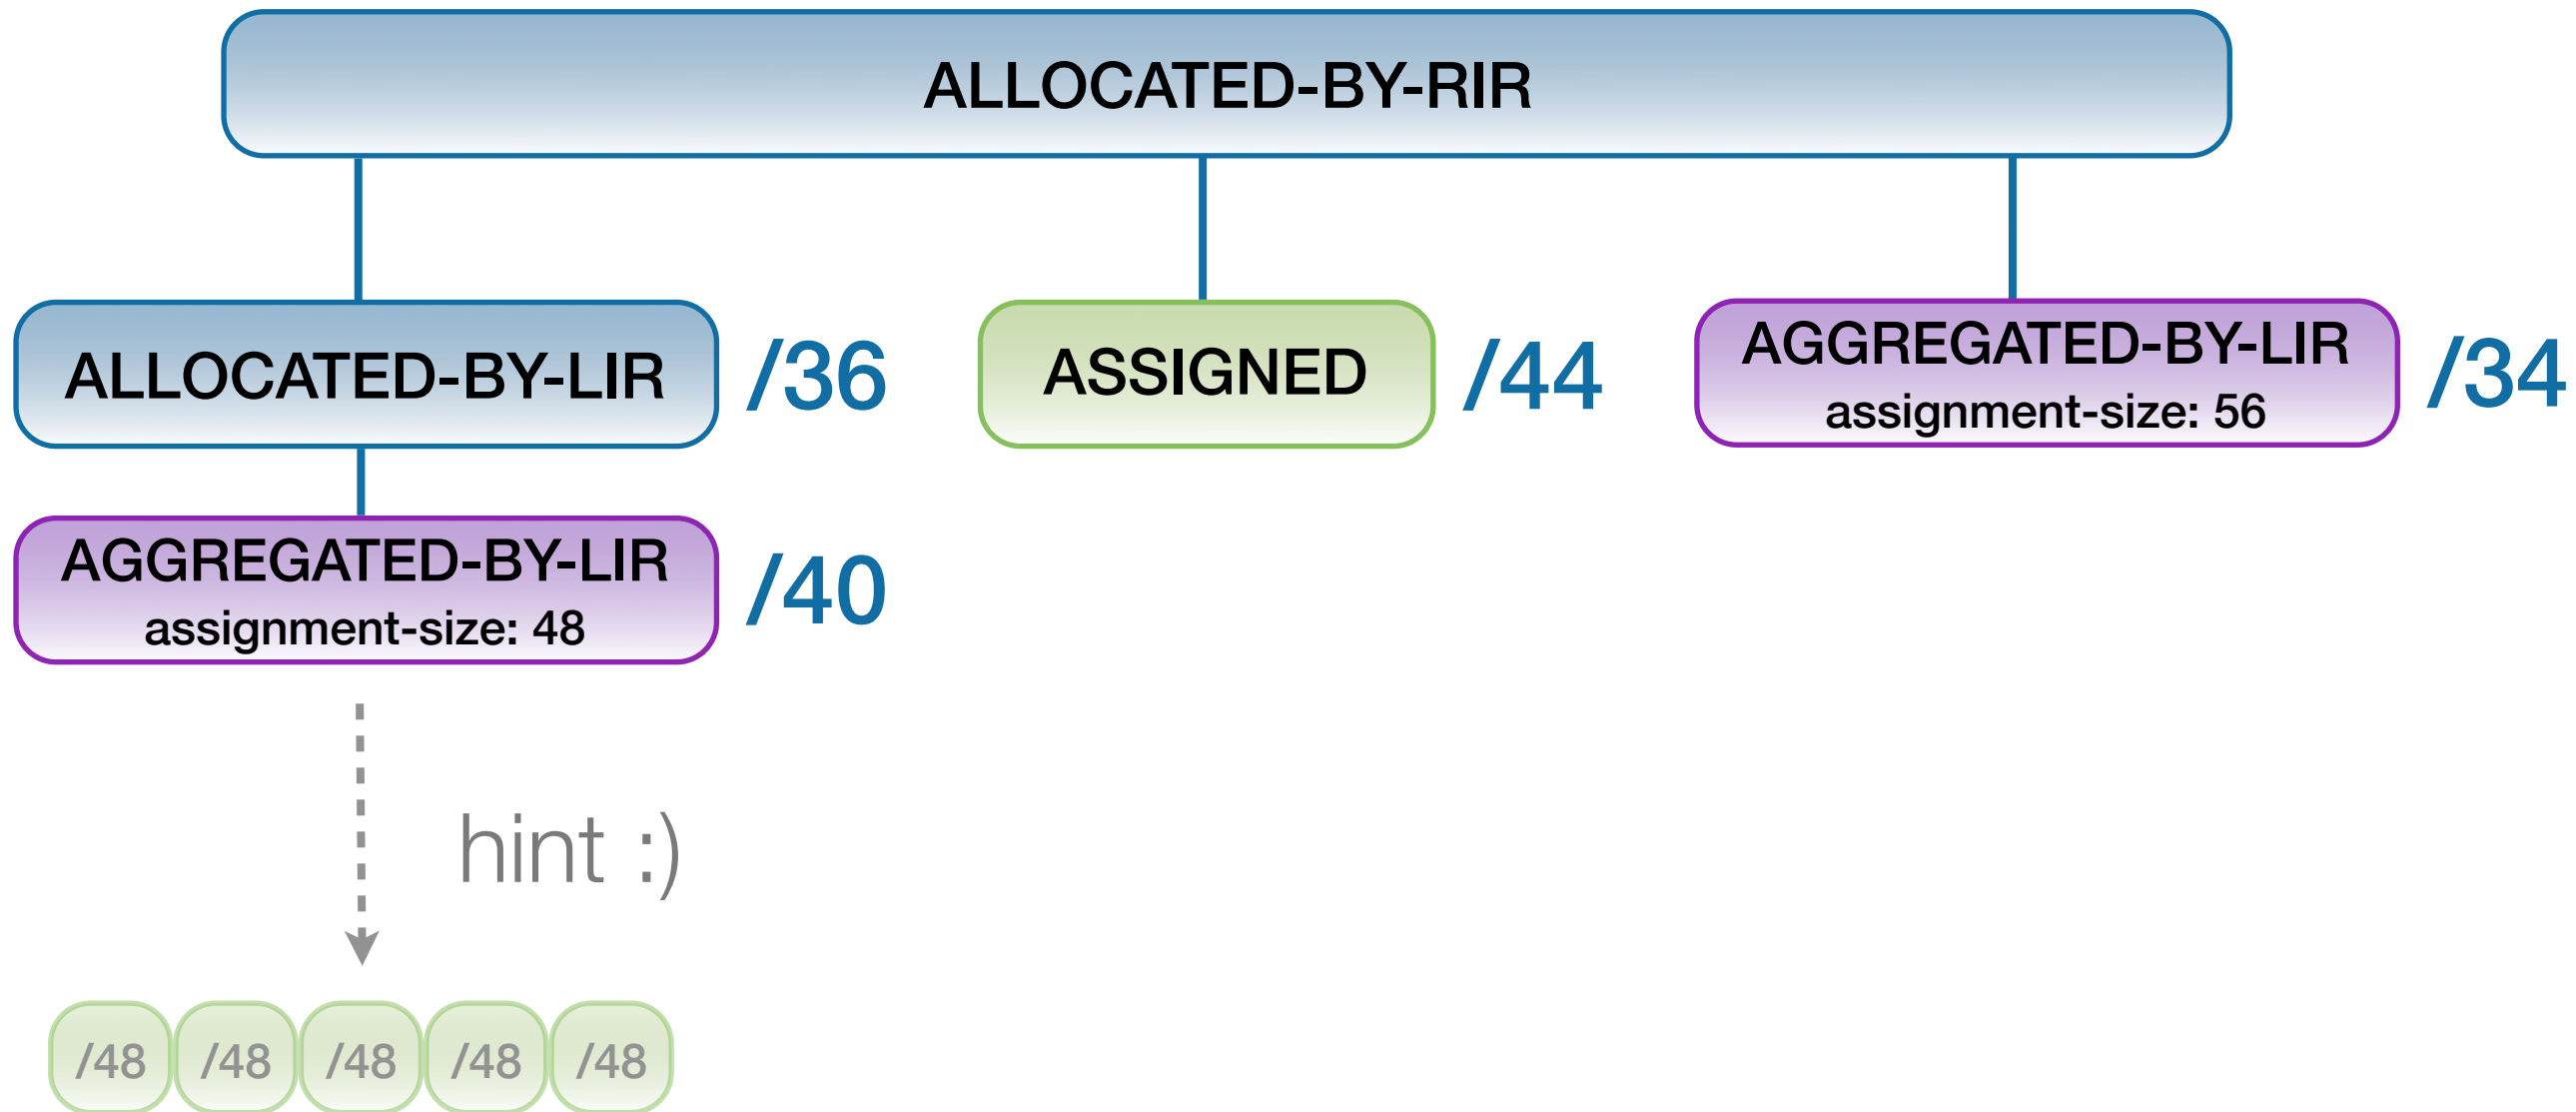 ALLOCATED-BY-RIR
ALLOCATED-BY-LIR
/36
ASSIGNED
/44
AGGREGATED-BY-LIR
assignment-size: 56
/34
AGGREGATED-BY-LIR
assignment-size: 48
/40
hint :)
/48 /48 /48 /48 /48